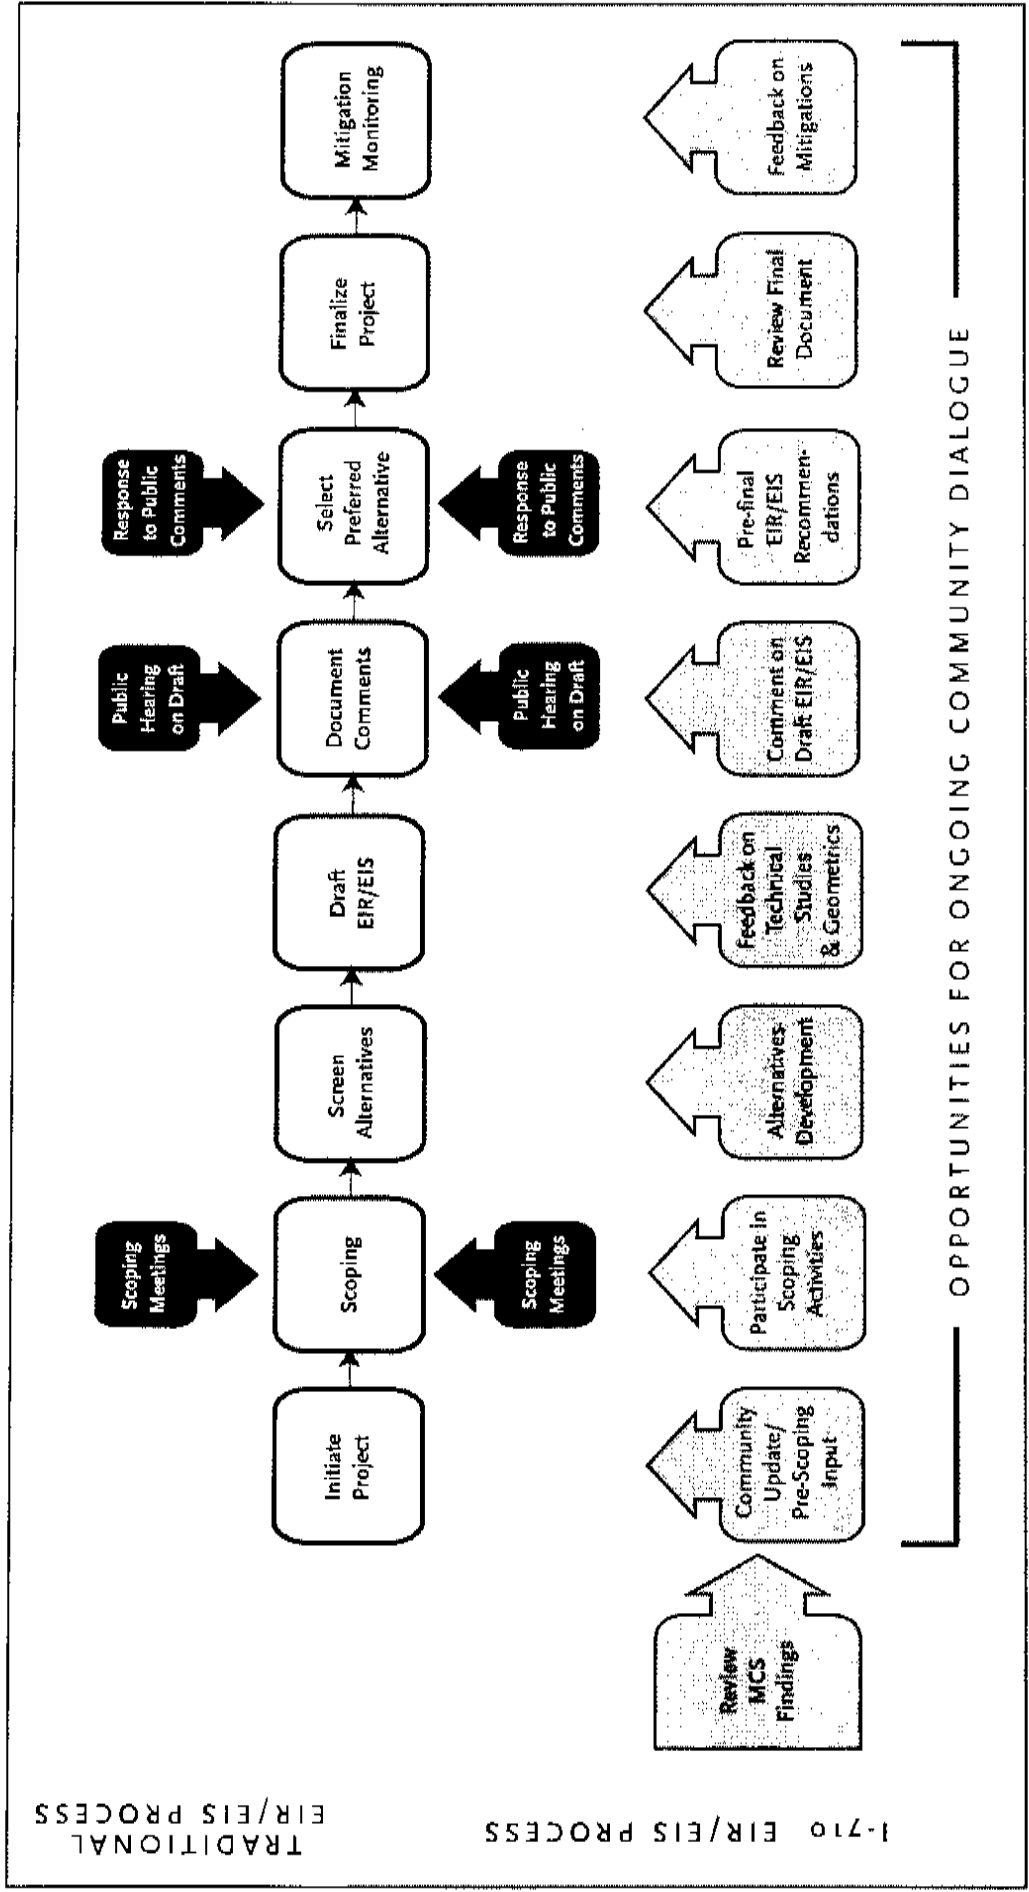 TRADITIONAL
EIR/EIS PROCESS
Scoping
Meetings
Public
Hearing
on Draft
Response
to Public
Comments
Initiate
Project
Scoping
Screen
Alternatives
Draft
EIR/EIS
Document
Comments
Select
Preferred
Alternative
Finalize
Project
Mitigation
Monitoring
I-710 EIR/EIS PROCESS
Scoping
Meetings
Public
Hearing
on Draft
Response
to Public
Comments
Review
MCS
Findings
Community
Update/
Pre-Scoping
Input
Participate in
Scoping
Activities
Alternatives
Development
Feedback on
Technical
Studies
& Geometrics
Comment on
Draft EIR/EIS
Pre-final
EIR/EIS
Recommen-
dations
Review Final
Document
Feedback on
Mitigations
OPPORTUNITIES FOR ONGOING COMMUNITY DIALOGUE